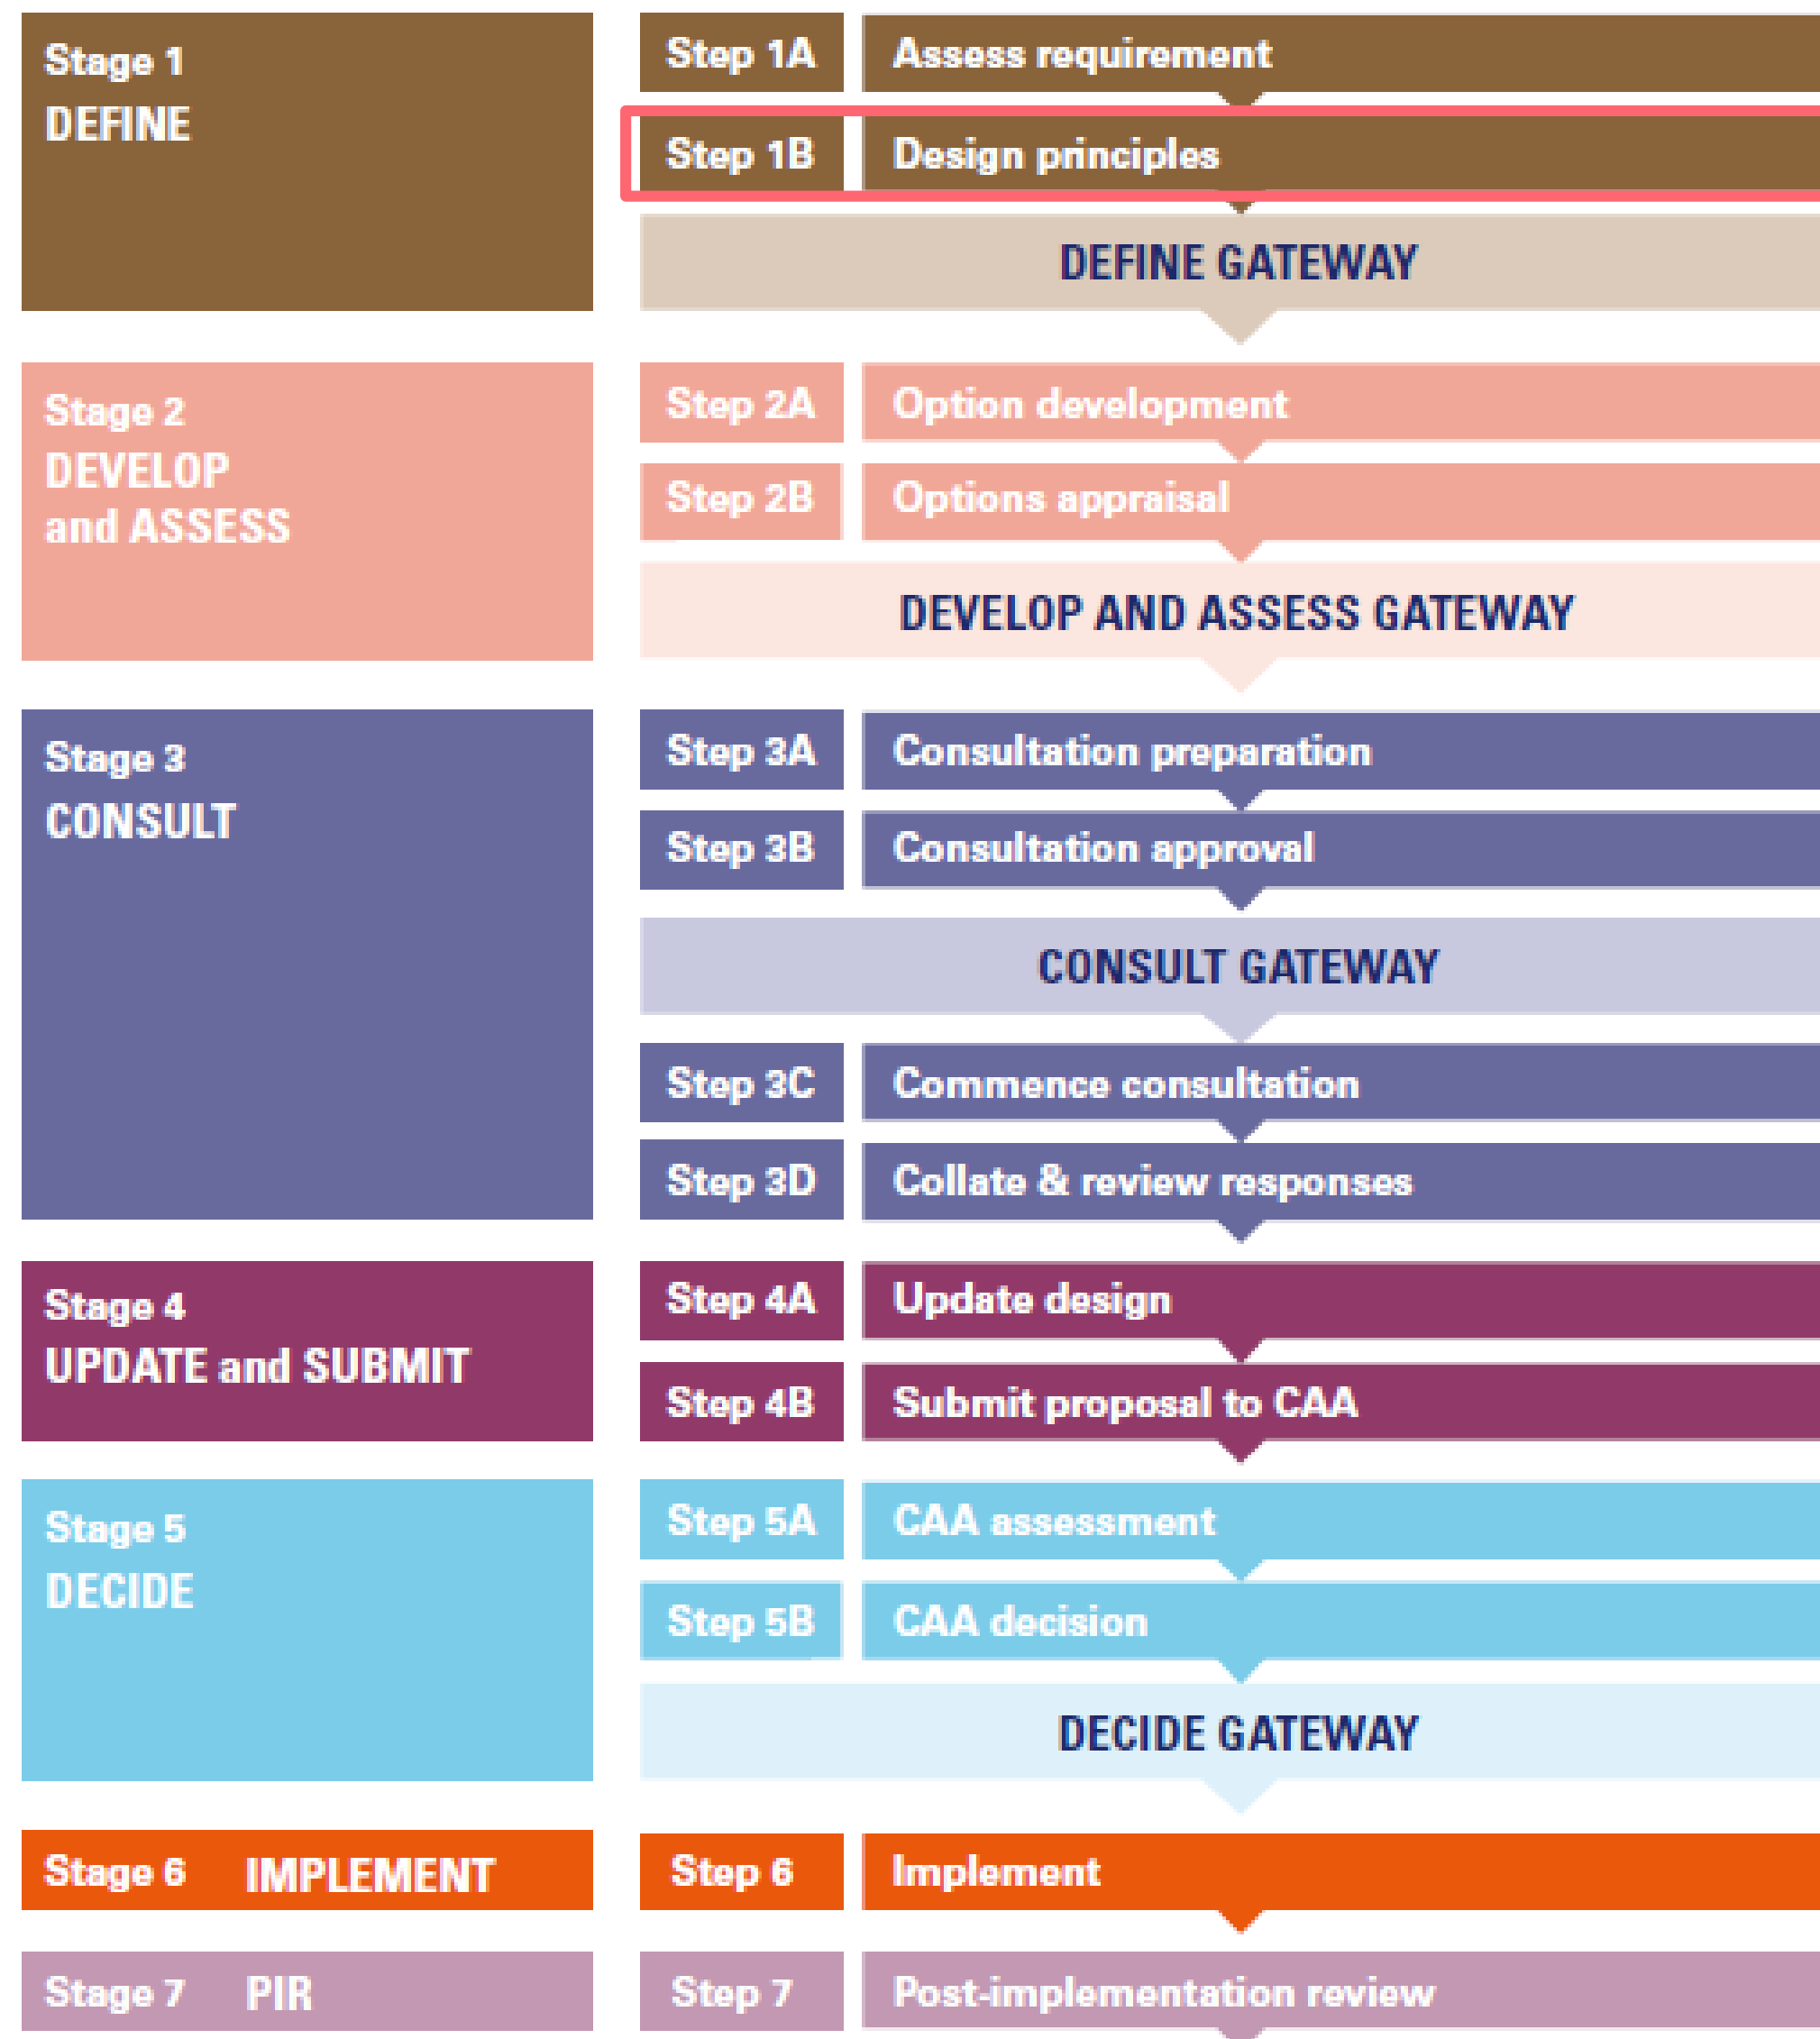 Stage 1
DEFINE
Step 1A Assess requirement
Step 1B Design principles
DEFINE GATEWAY
Stage 2
DEVELOP
and ASSESS
Step 2A Option development
Step 2B Options appraisal
DEVELOP AND ASSESS GATEWAY
Stage 3
CONSULT
Step 3A Consultation preparation
Step 3B Consultation approval
CONSULT GATEWAY
Step 3C Commence consultation
Step 3D Collate & review responses
Stage 4
UPDATE and SUBMIT
Step 4A Update design
Step 4B Submit proposal to CAA
Stage 5
DECIDE
Step 5A CAA assessment
Step 5B CAA decision
DECIDE GATEWAY
Stage 6 IMPLEMENT
Step 6 Implement
Stage 7 PIR
Step 7 Post-implementation review